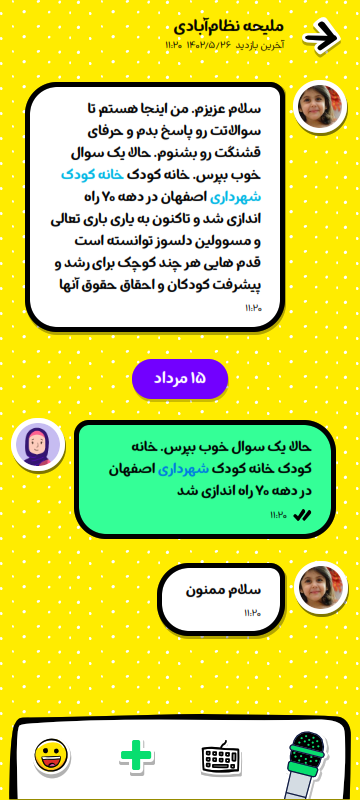 ملیحه نظام‌آبادی
آخرین بازدید ۱۴۰۲/۵/۲۶ ۱۱:۲۰
سلام عزیزم. من اینجا هستم تا
سوالاتت رو پاسخ بدم و حرفای
قشنگت رو بشنوم. حالا یک سوال
خوب بپرس. خانه کودک خانه کودک
شهرداری اصفهان در دهه ۷۰ راه
اندازی شد و تاکنون به یاری باری تعالی
و مسوولین دلسوز توانسته است
قدم هایی هر چند کوچک برای رشد و
پیشرفت کودکان و احقاق حقوق آنها
۱۱:۲۰
۱۵ مرداد
حالا یک سوال خوب بپرس. خانه
کودک خانه کودک شهرداری اصفهان
در دهه ۷۰ راه اندازی شد
۱۱:۲۰
سلام ممنون
۱۱:۲۰